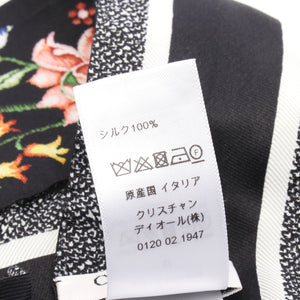 シルク100%
原産国 イタリア
クリスチャン
ディオール(株)
0120 02 1947